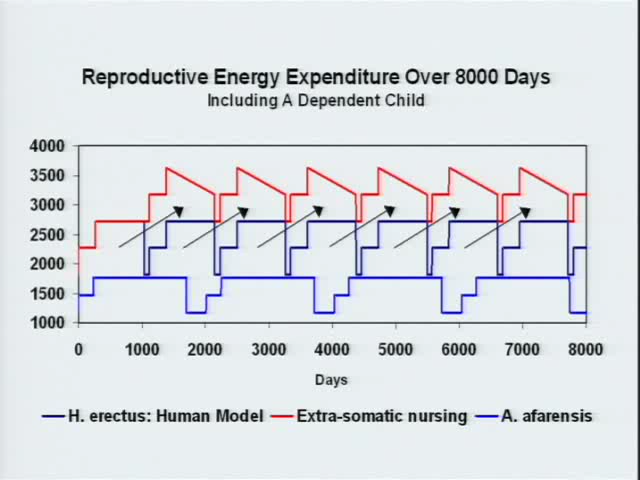 Reproductive Energy Expenditure Over 8000 Days
Including A Dependent Child
4000
3500
3000
2500
2000
1500
1000
0 1000 2000 3000 4000 5000 6000 7000 8000
Days
H. erectus: Human Model Extra-somatic nursing A. afarensis